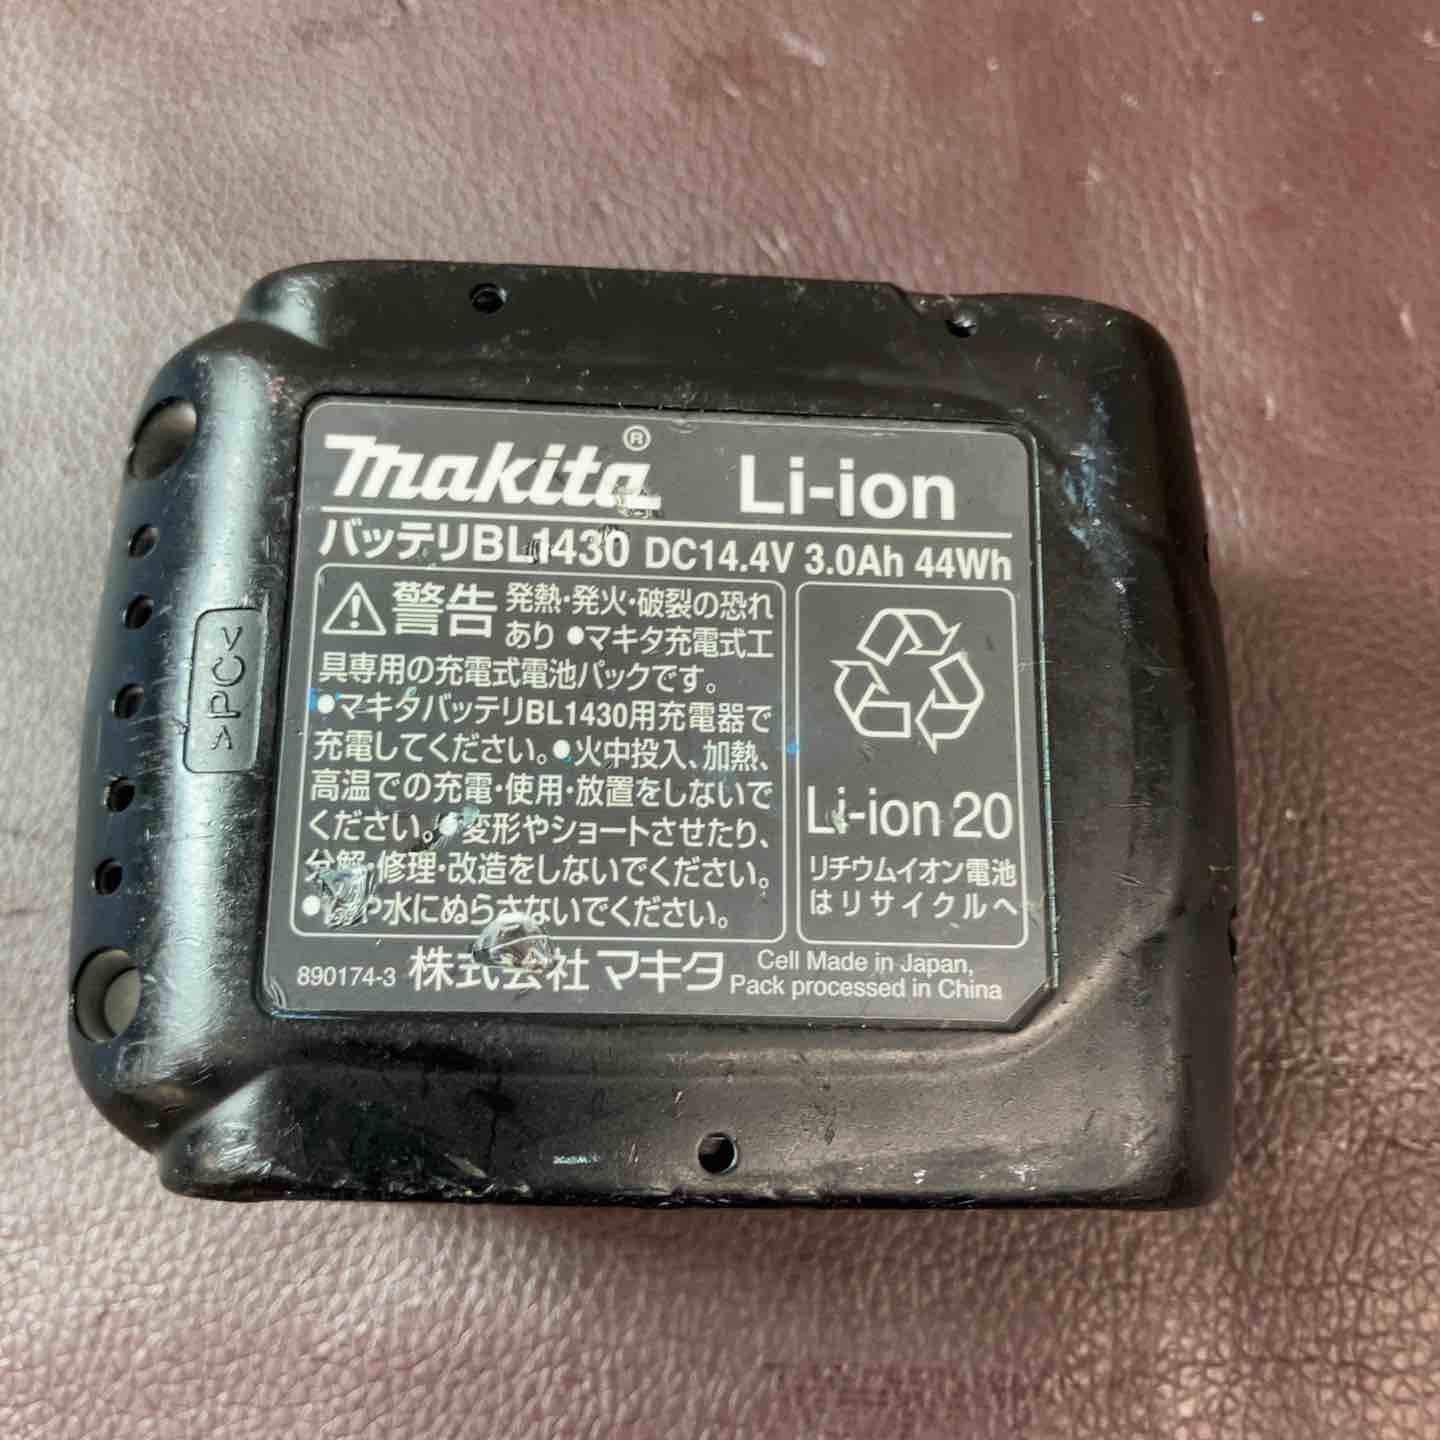 makita® Li-ion
バッテリBL1430 DC14.4V 3.0Ah 44Wh
警告 発熱・発火・破裂の恐れ
あり ●マキタ充電式工
具専用の充電式電池パックです。
●マキタバッテリBL1430用充電器で
充電してください。●火中投入、加熱、
高温での充電・使用・放置をしないで
ください。●変形やショートさせたり、
分解・修理・改造をしないでください。
や水にぬらさないでください。
Li-ion 20
リチウムイオン電池
はリサイクルへ
890174-3 株式会社マキタ
Cell Made in Japan,
Pack processed in China
>PC<